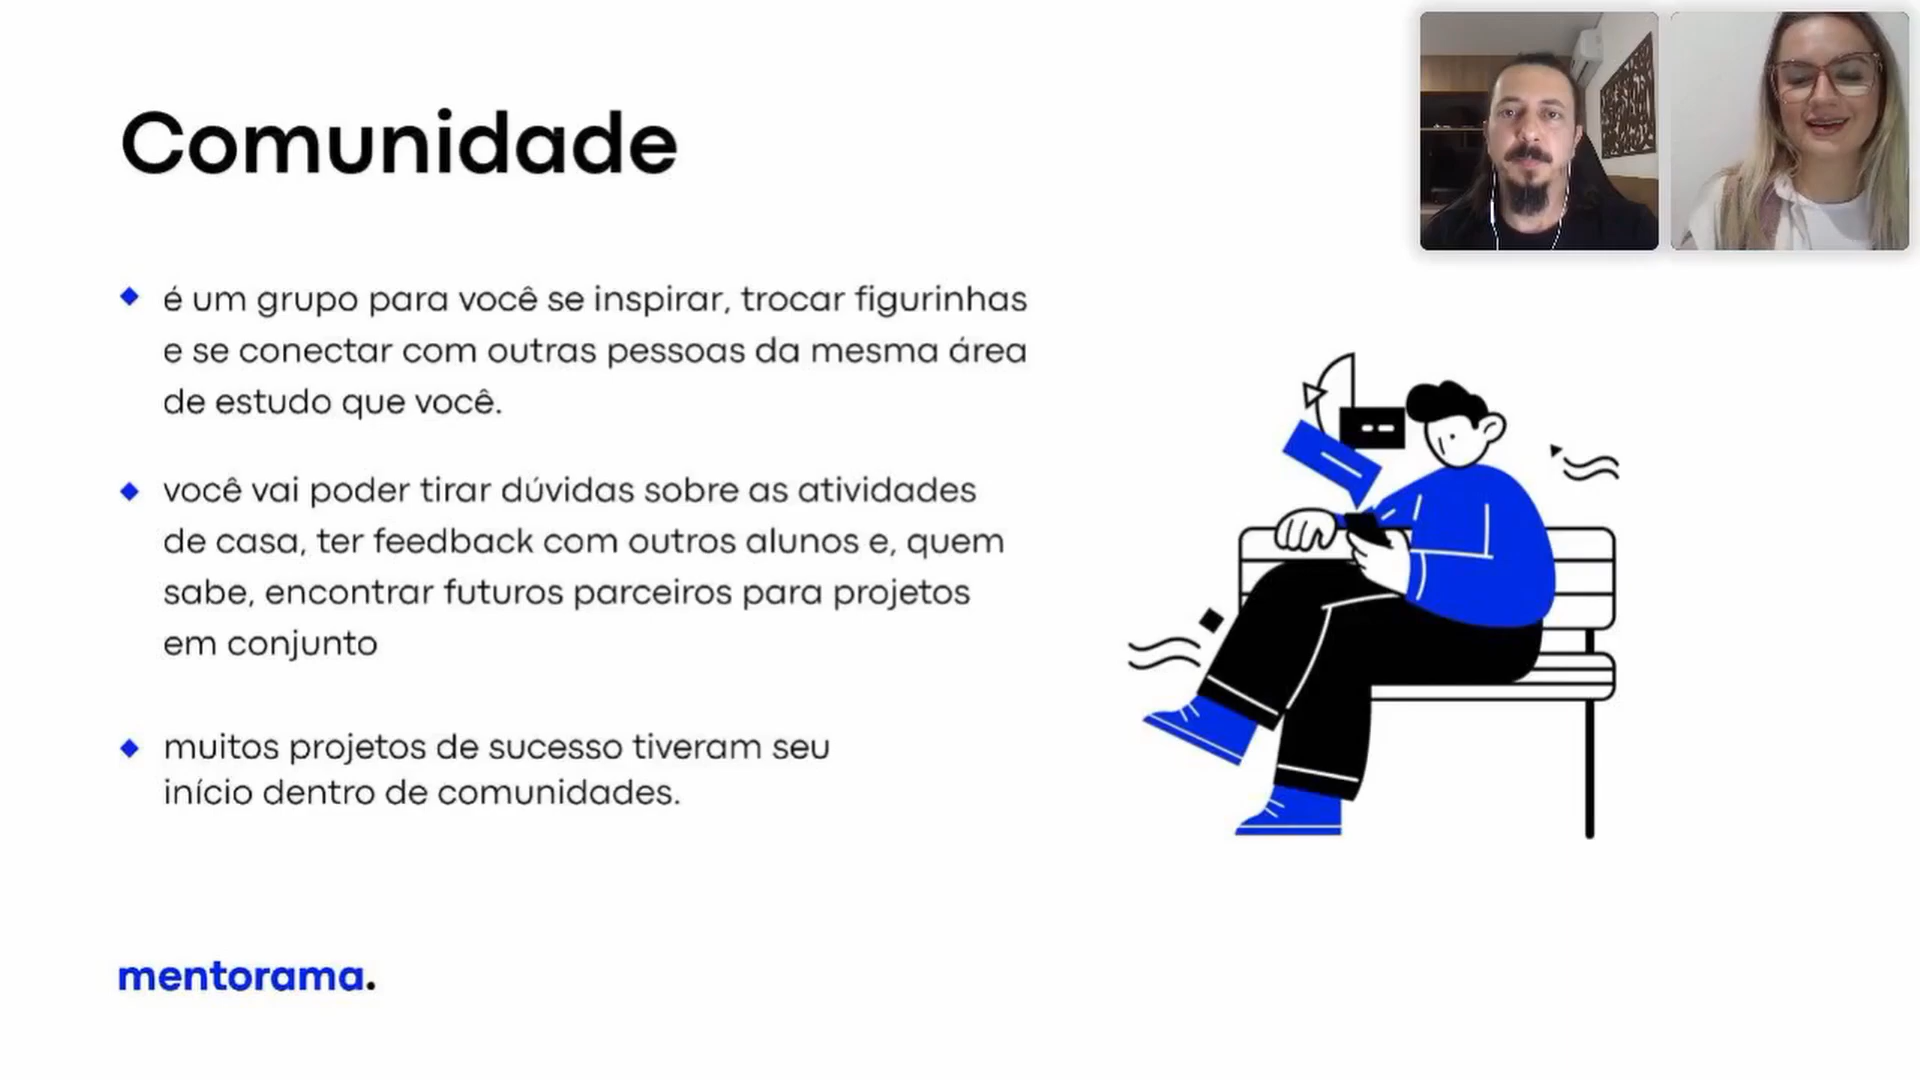 Comunidade
é um grupo para você se inspirar, trocar figurinhas
e se conectar com outras pessoas da mesma área
de estudo que você.
você vai poder tirar dúvidas sobre as atividades
de casa, ter feedback com outros alunos e, quem
sabe, encontrar futuros parceiros para projetos
em conjunto
muitos projetos de sucesso tiveram seu
início dentro de comunidades.
mentorama.